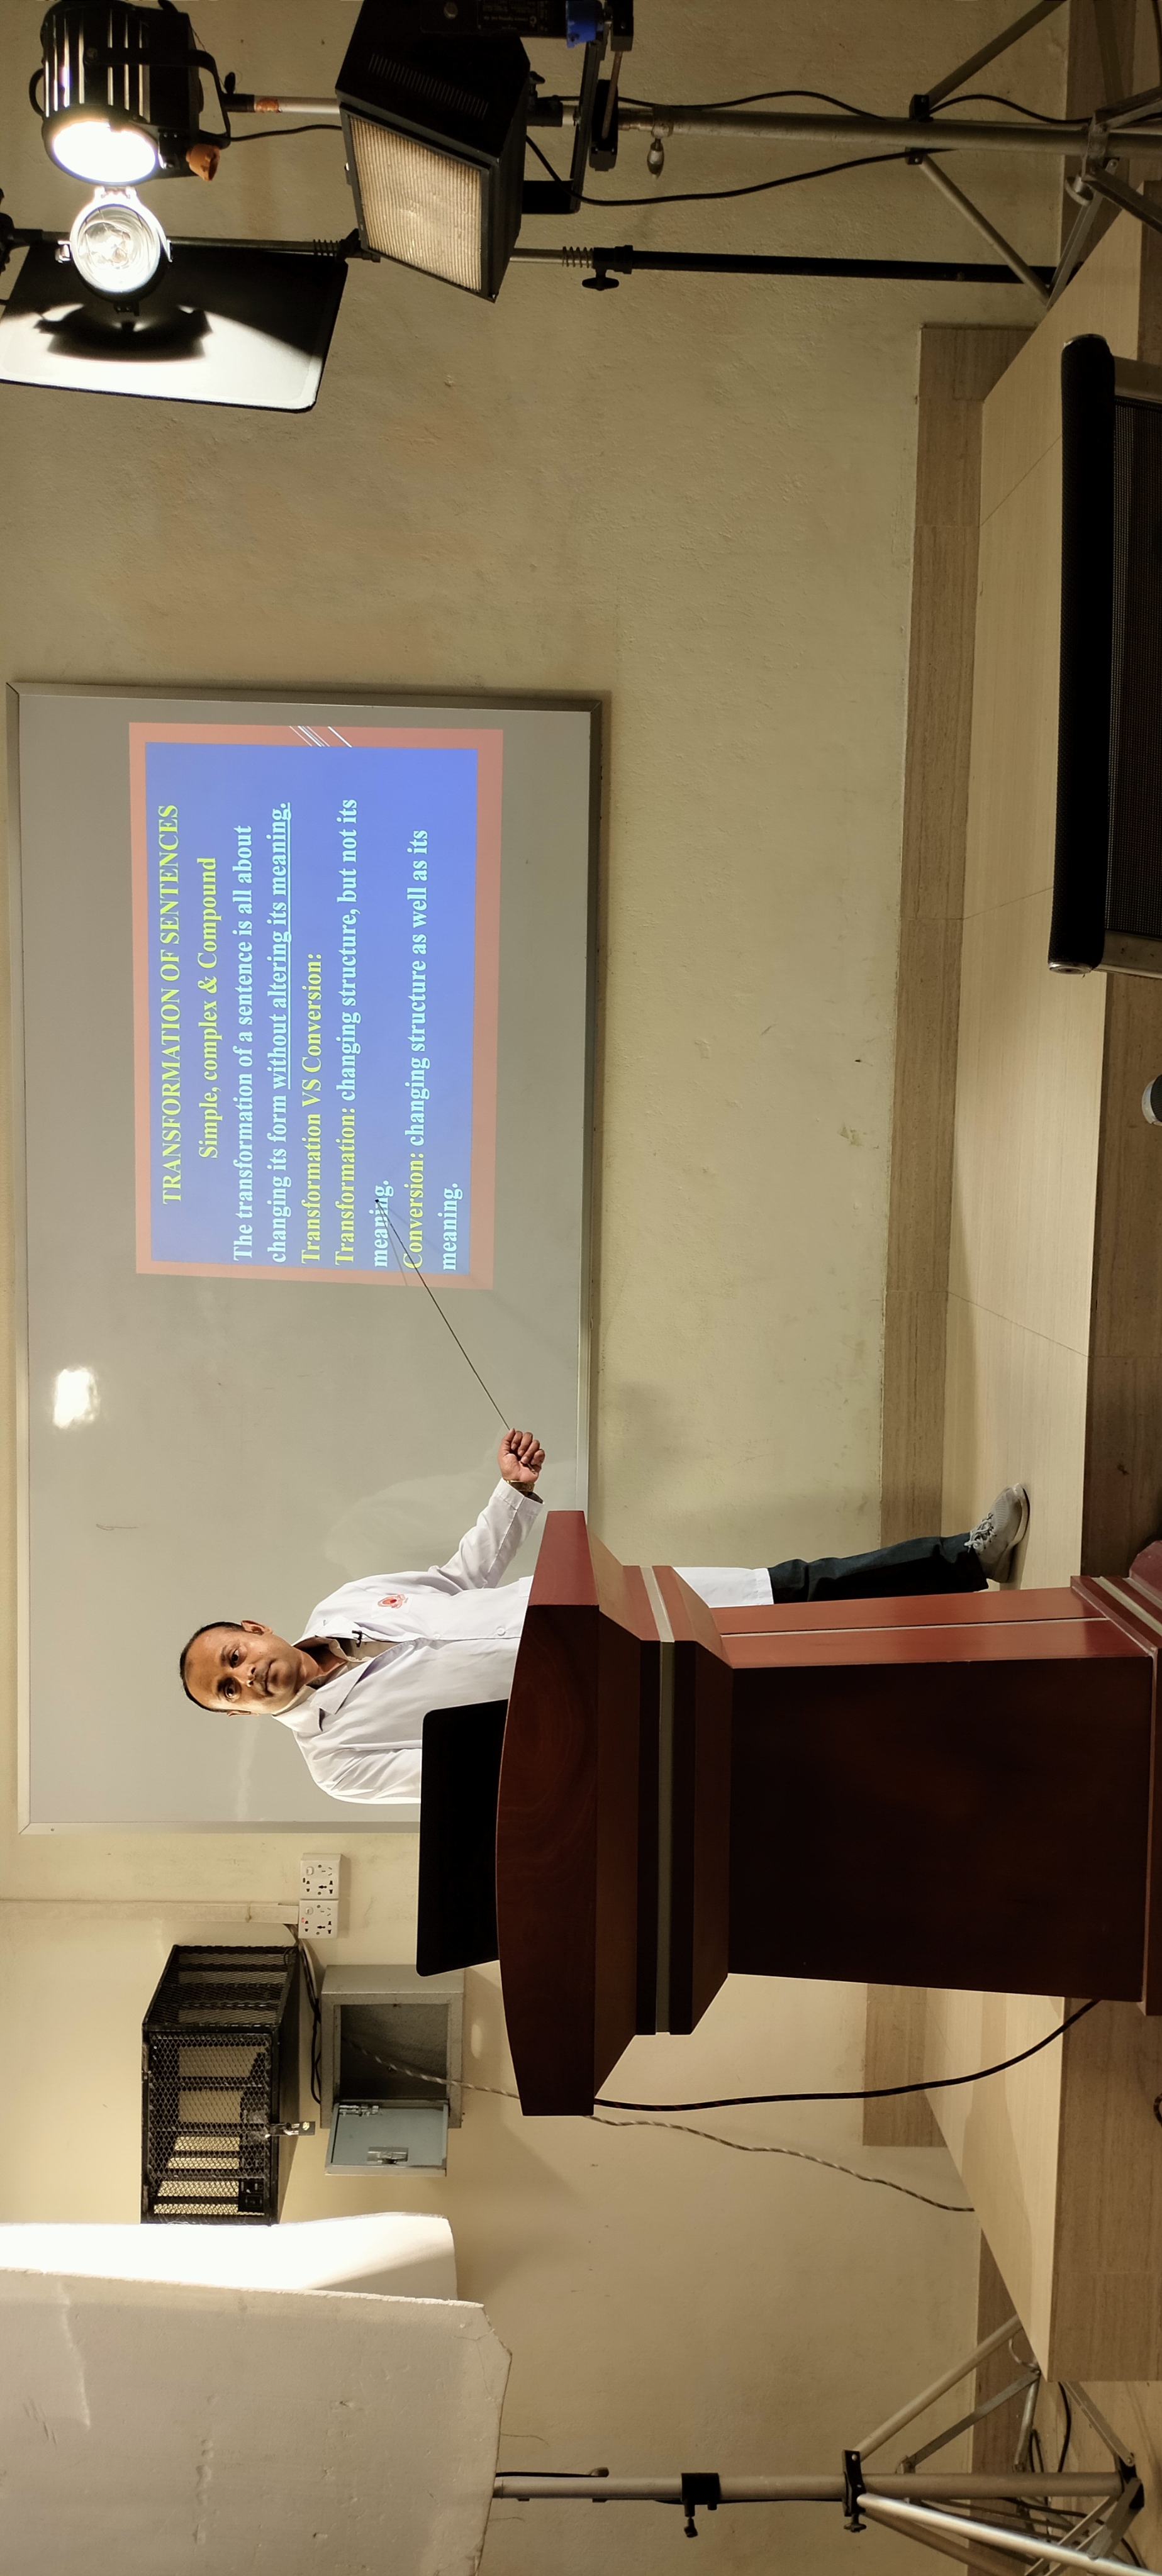 TRANSFORMATION OF SENTENCES
Simple, complex & Compound
The transformation of a sentence is all about
changing its form without altering its meaning.
Transformation VS Conversion:
Transformation: changing structure, but not its
meaning.
Conversion: changing structure as well as its
meaning.